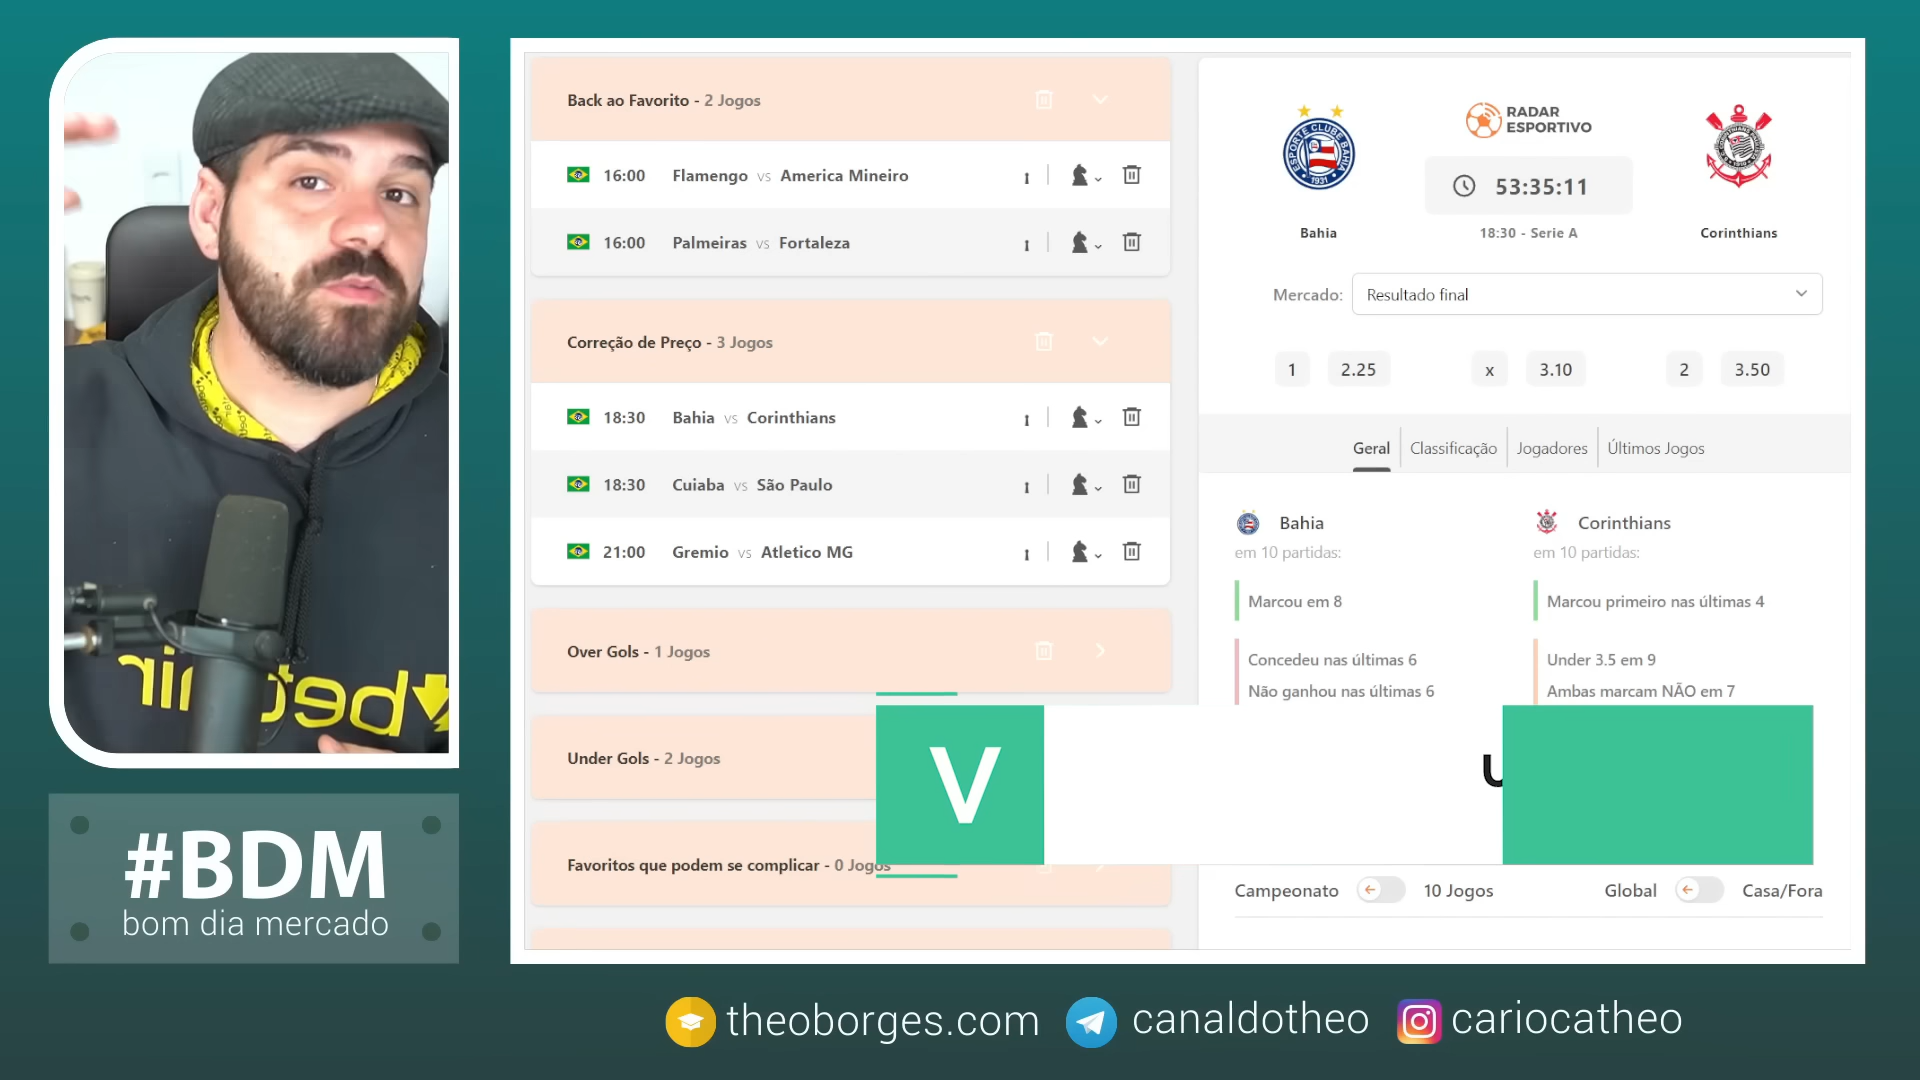 Back ao Favorito - 2 Jogos
16:00 Flamengo vs America Mineiro
16:00 Palmeiras vs Fortaleza
Correção de Preço - 3 Jogos
18:30 Bahia vs Corinthians
18:30 Cuiaba vs São Paulo
21:00 Gremio vs Atletico MG
Over Gols - 1 Jogos
Under Gols - 2 Jogos
Favoritos que podem se complicar - 0 Jogos
RADAR
ESPORTIVO
ESPORTE CLUBE BAHIA
1931
53:35:11
Bahia
18:30 - Serie A
Corinthians
Mercado: Resultado final
1 2.25 x 3.10 2 3.50
Geral Classificação Jogadores Últimos Jogos
Bahia
em 10 partidas:
Marcou em 8
Concedeu nas últimas 6
Não ganhou nas últimas 6
Corinthians
em 10 partidas:
Marcou primeiro nas últimas 4
Under 3.5 em 9
Ambas marcam NÃO em 7
V
Campeonato 10 Jogos Global Casa/Fora
#BDM
bom dia mercado
theoborges.com canaldotheo cariocatheo